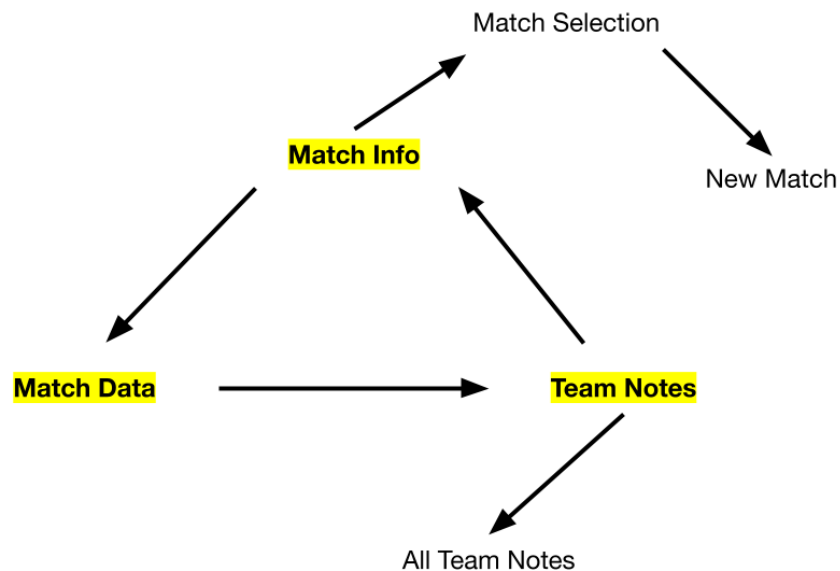 Match Selection
Match Info
New Match
Match Data
Team Notes
All Team Notes